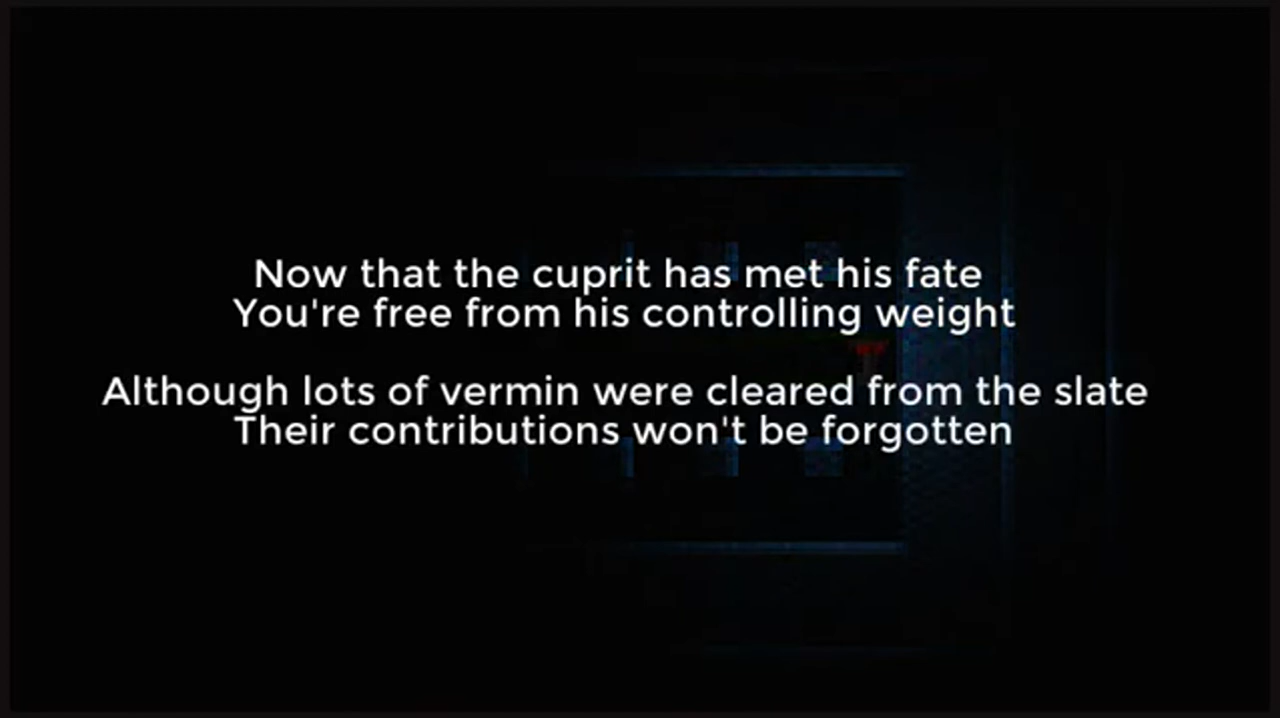 Now that the cuprit has met his fate
You're free from his controlling weight
Although lots of vermin were cleared from the slate
Their contributions won't be forgotten